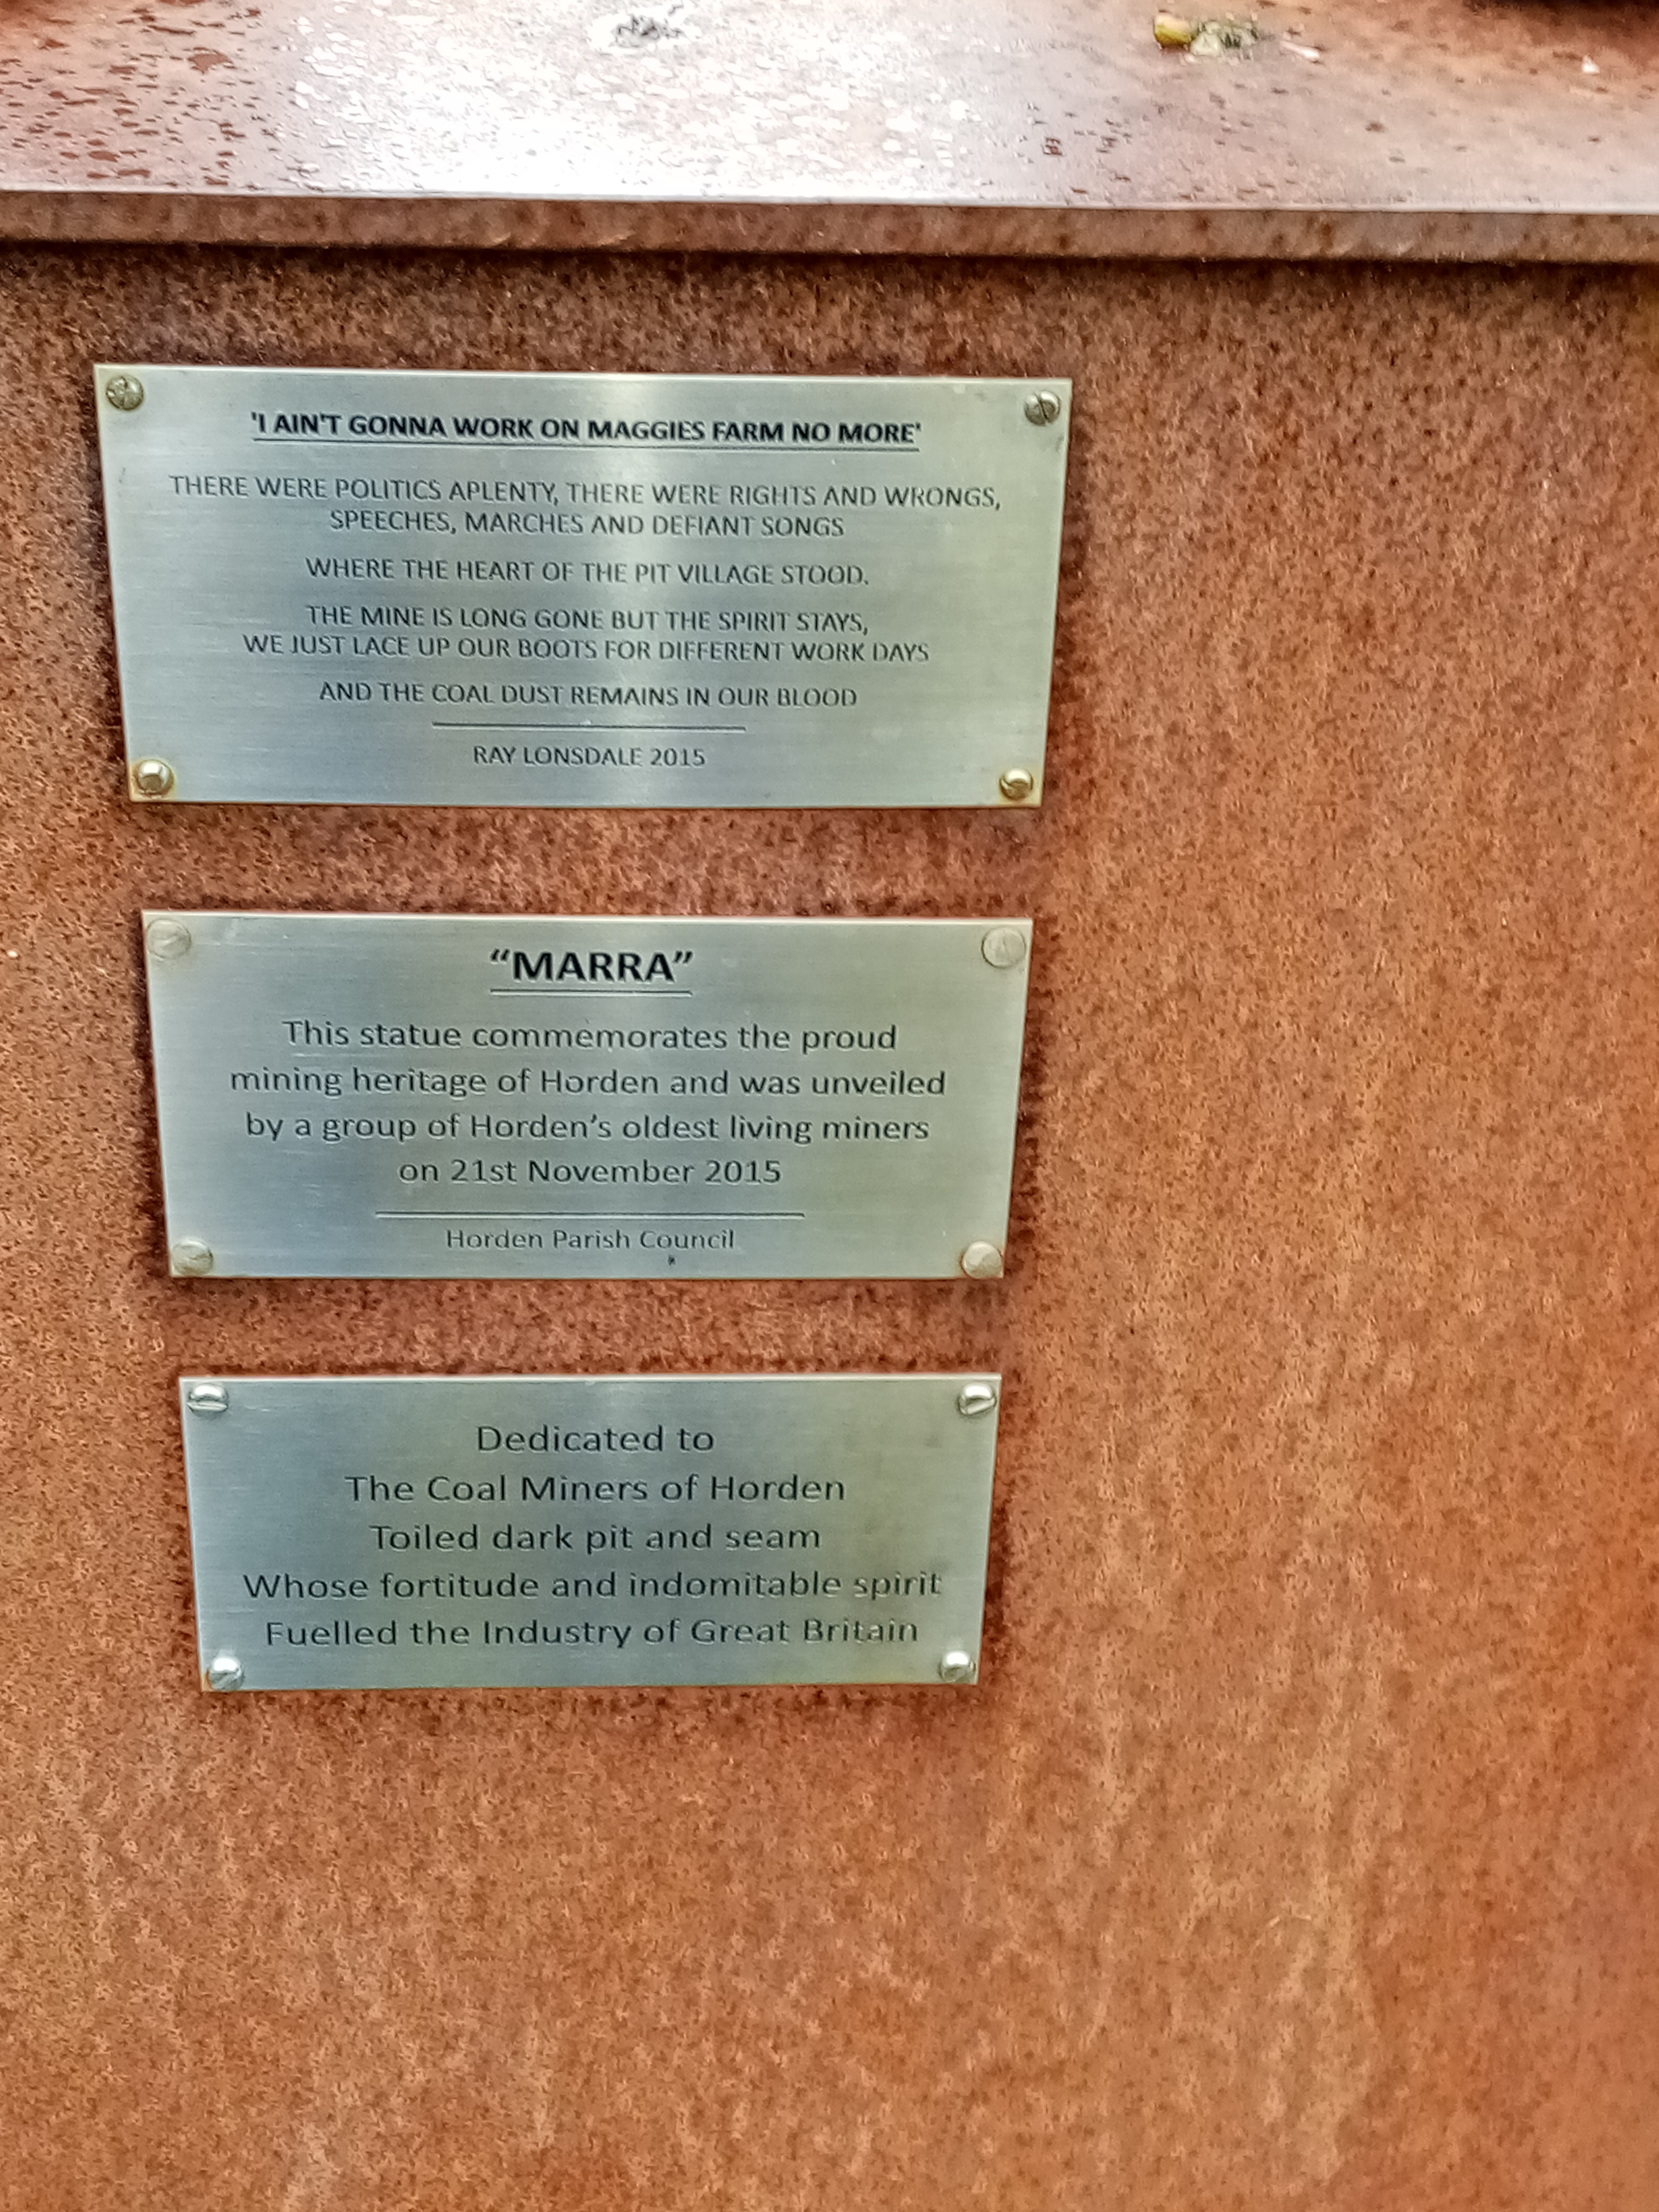 'I AIN'T GONNA WORK ON MAGGIES FARM NO MORE'
THERE WERE POLITICS APLENTY, THERE WERE RIGHTS AND WRONGS,
SPEECHES, MARCHES AND DEFIANT SONGS
WHERE THE HEART OF THE PIT VILLAGE STOOD.
THE MINE IS LONG GONE BUT THE SPIRIT STAYS,
WE JUST LACE UP OUR BOOTS FOR DIFFERENT WORK DAYS
AND THE COAL DUST REMAINS IN OUR BLOOD
RAY LONSDALE 2015
“MARRA”
This statue commemorates the proud
mining heritage of Horden and was unveiled
by a group of Horden’s oldest living miners
on 21st November 2015
Horden Parish Council
Dedicated to
The Coal Miners of Horden
Toiled dark pit and seam
Whose fortitude and indomitable spirit
Fuelled the Industry of Great Britain